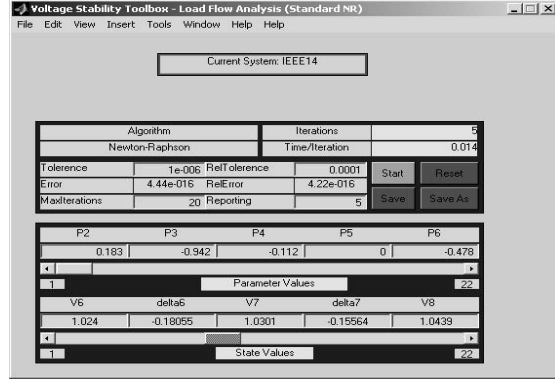 Voltage Stability Toolbox - Load Flow Analysis (Standard NR)
File Edit View Insert Tools Window Help Help
Current System: IEEE14
Algorithm Iterations 5
Newton-Raphson Time/Iteration 0.014
Tolerence 1e-006 RelTolerence 0.0001 Start Reset
Error 4.44e-016 RelError 4.22e-016
MaxIterations 20 Reporting 5 Save Save As
P2 P3 P4 P5 P6
0.183 -0.942 -0.112 0 -0.478
1 Parameter Values 22
V6 delta6 V7 delta7 V8
1.024 -0.18055 1.0301 -0.15564 1.0439
1 State Values 22